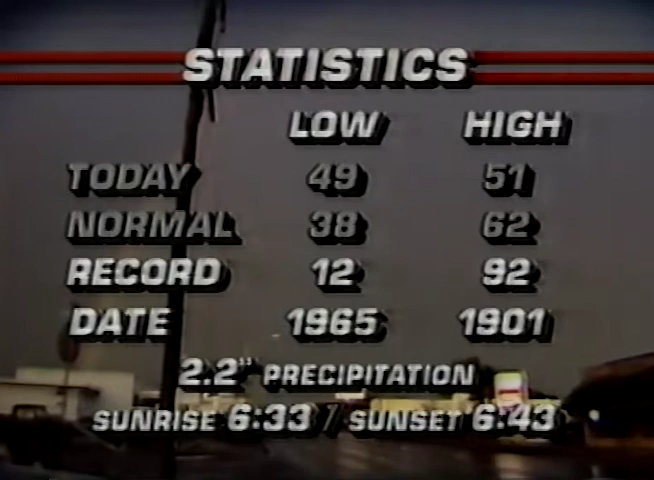 STATISTICS
LOW HIGH
TODAY 49 51
NORMAL 38 62
RECORD 12 92
DATE 1965 1901
2.2" PRECIPITATION
SUNRISE 6:33 / SUNSET 6:43